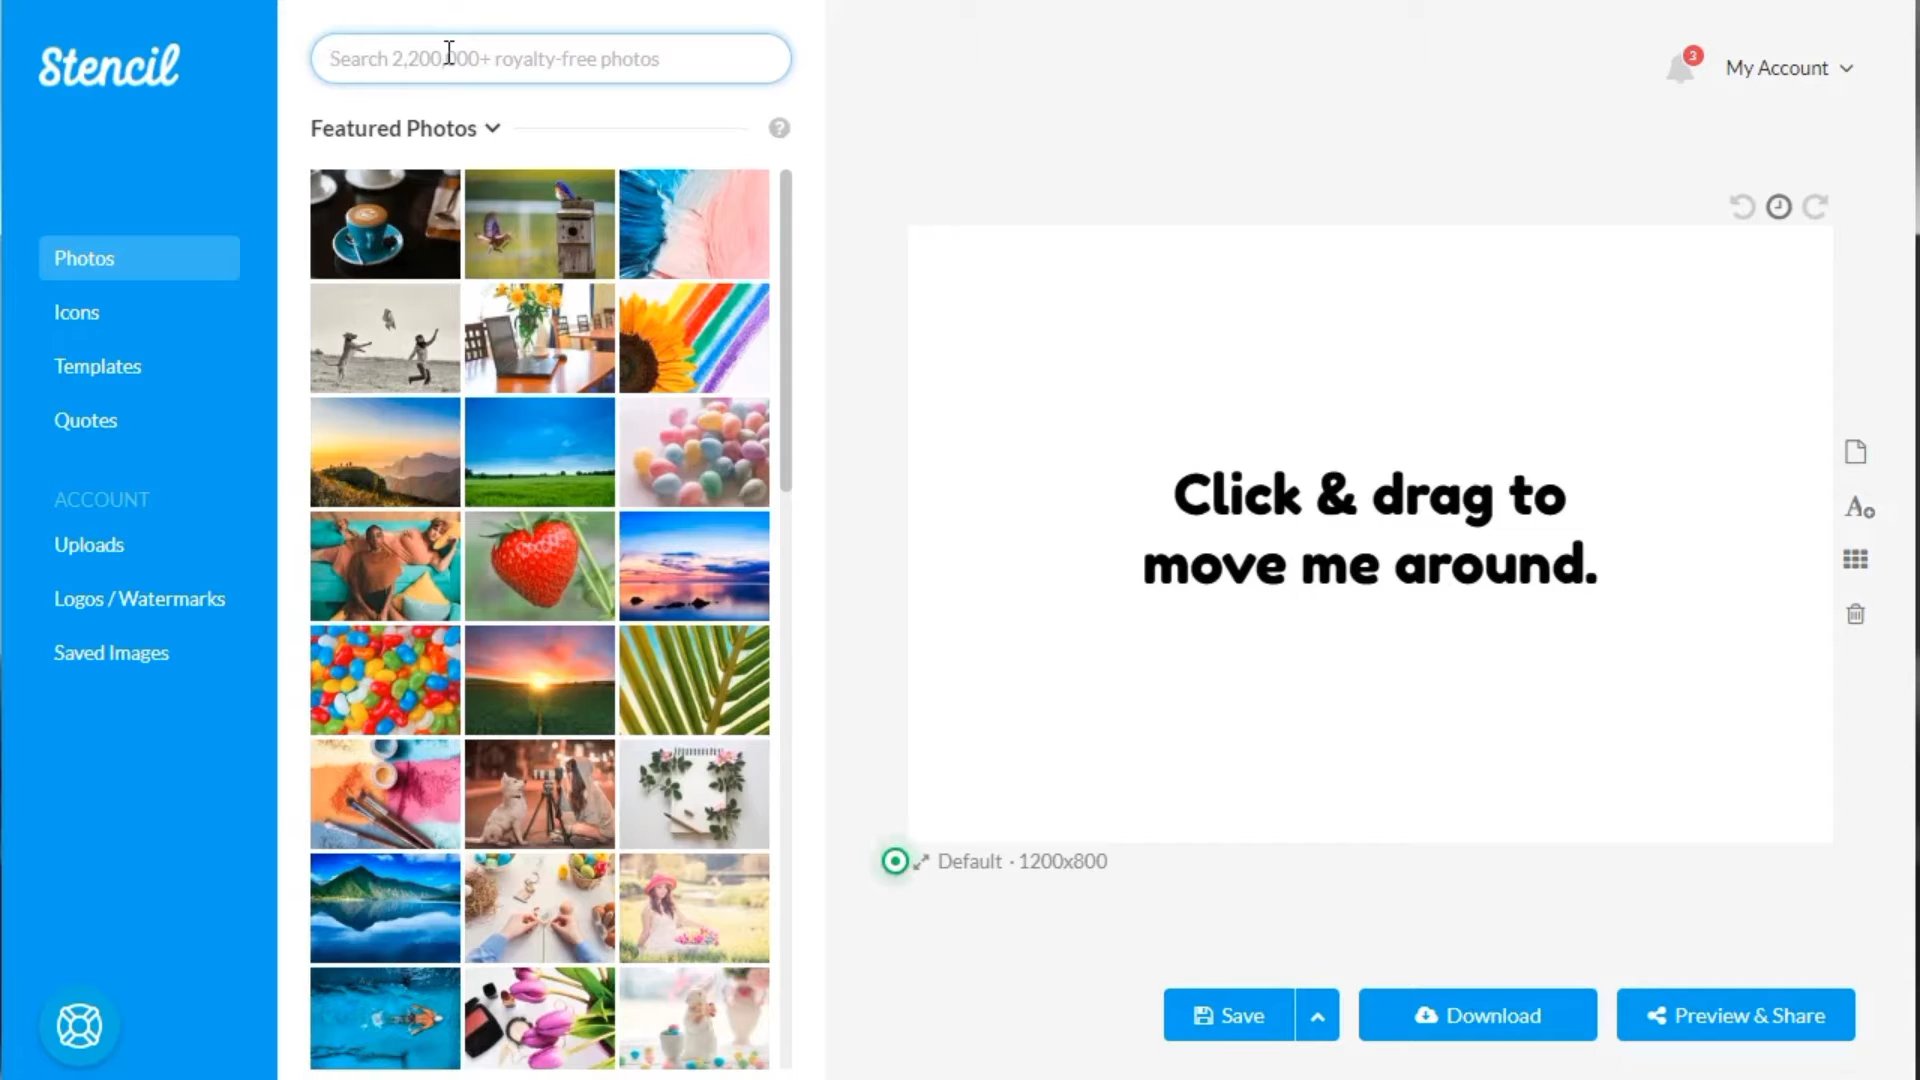 Stencil
Photos
Icons
Templates
Quotes
ACCOUNT
Uploads
Logos / Watermarks
Saved Images
Search 2,200,000+ royalty-free photos
Featured Photos
?
3
My Account
Click & drag to
move me around.
Default · 1200x800
Save
Download
Preview & Share